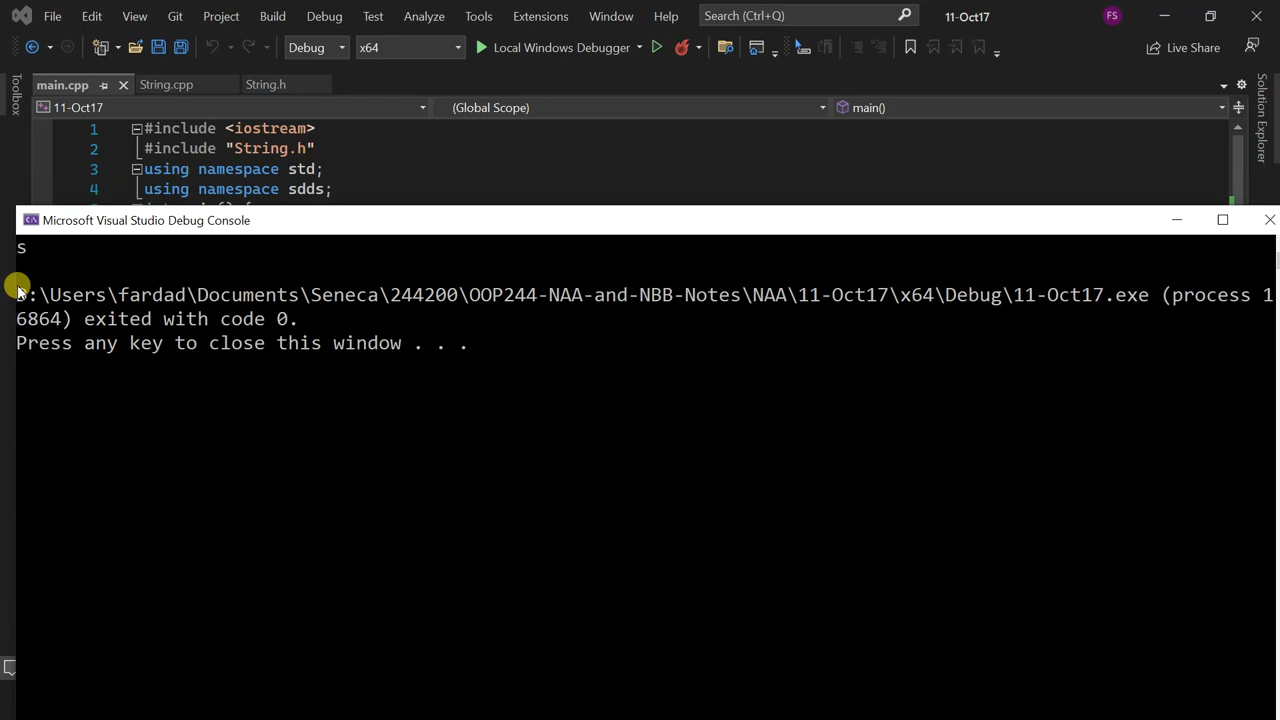 File Edit View Git Project Build Debug Test Analyze Tools Extensions Window Help Search (Ctrl+Q) 11-Oct17 FS
Debug x64 Local Windows Debugger Live Share
main.cpp String.cpp String.h
11-Oct17 (Global Scope) main()
Toolbox
Solution Explorer
1 #include <iostream>
2 #include "String.h"
3 using namespace std;
4 using namespace sdds;
Microsoft Visual Studio Debug Console
s
:\Users\fardad\Documents\Seneca\244200\OOP244-NAA-and-NBB-Notes\NAA\11-Oct17\x64\Debug\11-Oct17.exe (process 1
6864) exited with code 0.
Press any key to close this window . . .